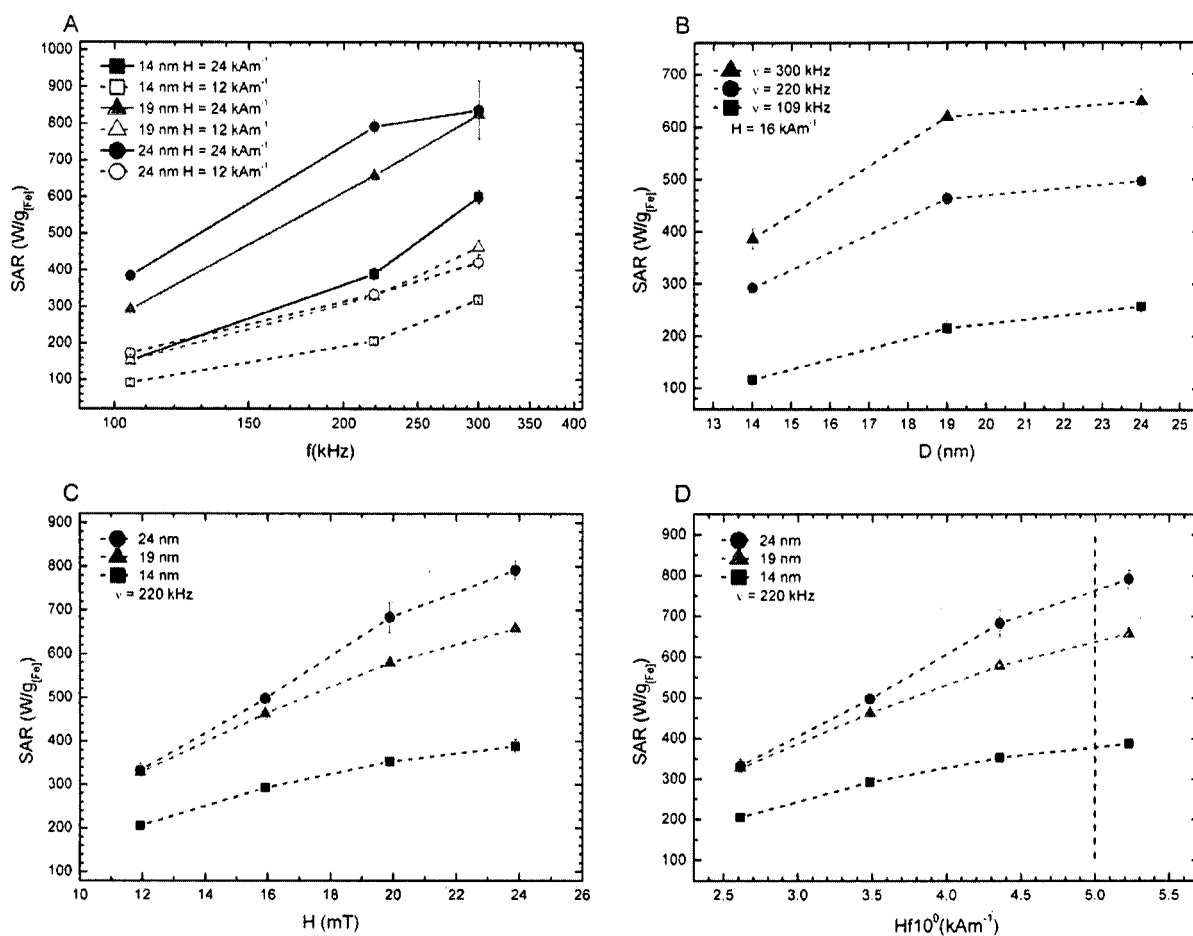 A
SAR (W/g[Fe])
1000
900
800
700
600
500
400
300
200
100
14 nm H = 24 kAm⁻¹
14 nm H = 12 kAm⁻¹
19 nm H = 24 kAm⁻¹
19 nm H = 12 kAm⁻¹
24 nm H = 24 kAm⁻¹
24 nm H = 12 kAm⁻¹
100 150 200 250 300 350 400
f(kHz)
B
SAR (W/g[Fe])
700
600
500
400
300
200
100
ν = 300 kHz
ν = 220 kHz
ν = 109 kHz
H = 16 kAm⁻¹
13 14 15 16 17 18 19 20 21 22 23 24 25
D (nm)
C
SAR (W/g[Fe])
900
800
700
600
500
400
300
200
100
24 nm
19 nm
14 nm
ν = 220 kHz
10 12 14 16 18 20 22 24 26
H (mT)
D
SAR (W/g[Fe])
900
800
700
600
500
400
300
200
100
24 nm
19 nm
14 nm
ν = 220 kHz
2.5 3.0 3.5 4.0 4.5 5.0 5.5
Hf10⁰(kAm⁻¹)